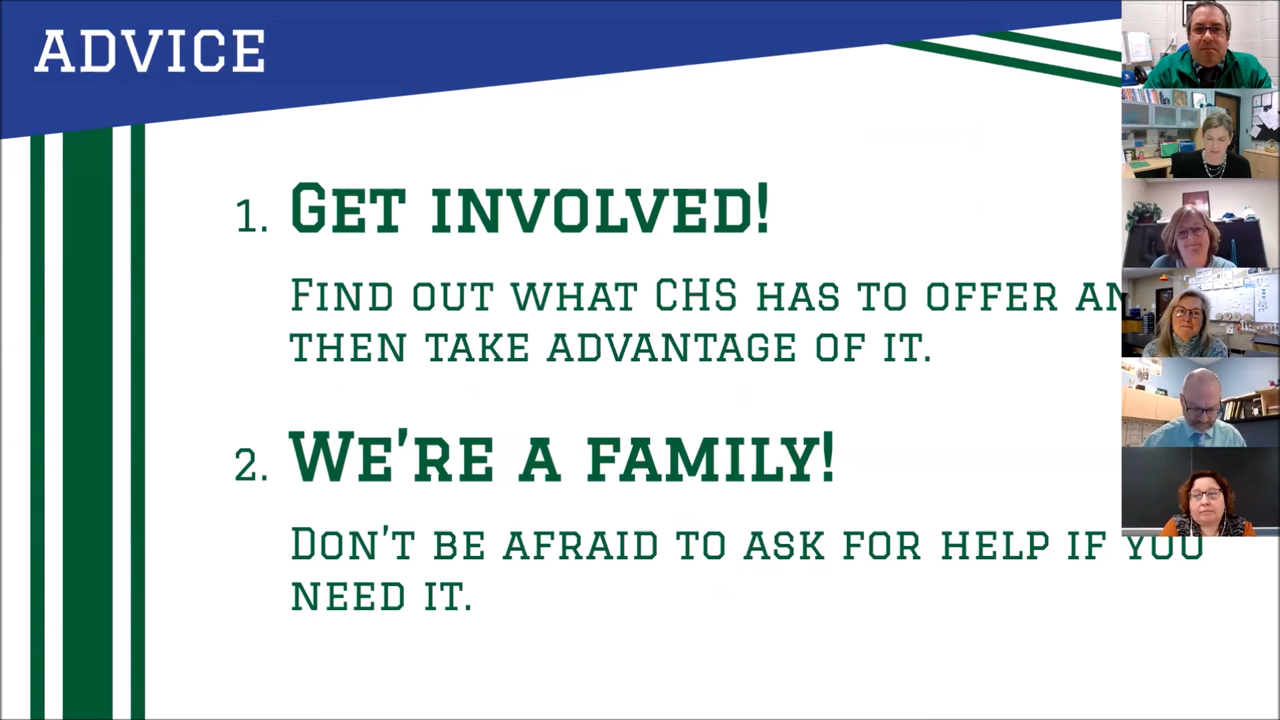 ADVICE
1. GET INVOLVED!
FIND OUT WHAT CHS HAS TO OFFER AN
THEN TAKE ADVANTAGE OF IT.
2. WE'RE A FAMILY!
DON'T BE AFRAID TO ASK FOR HELP IF YOU
NEED IT.